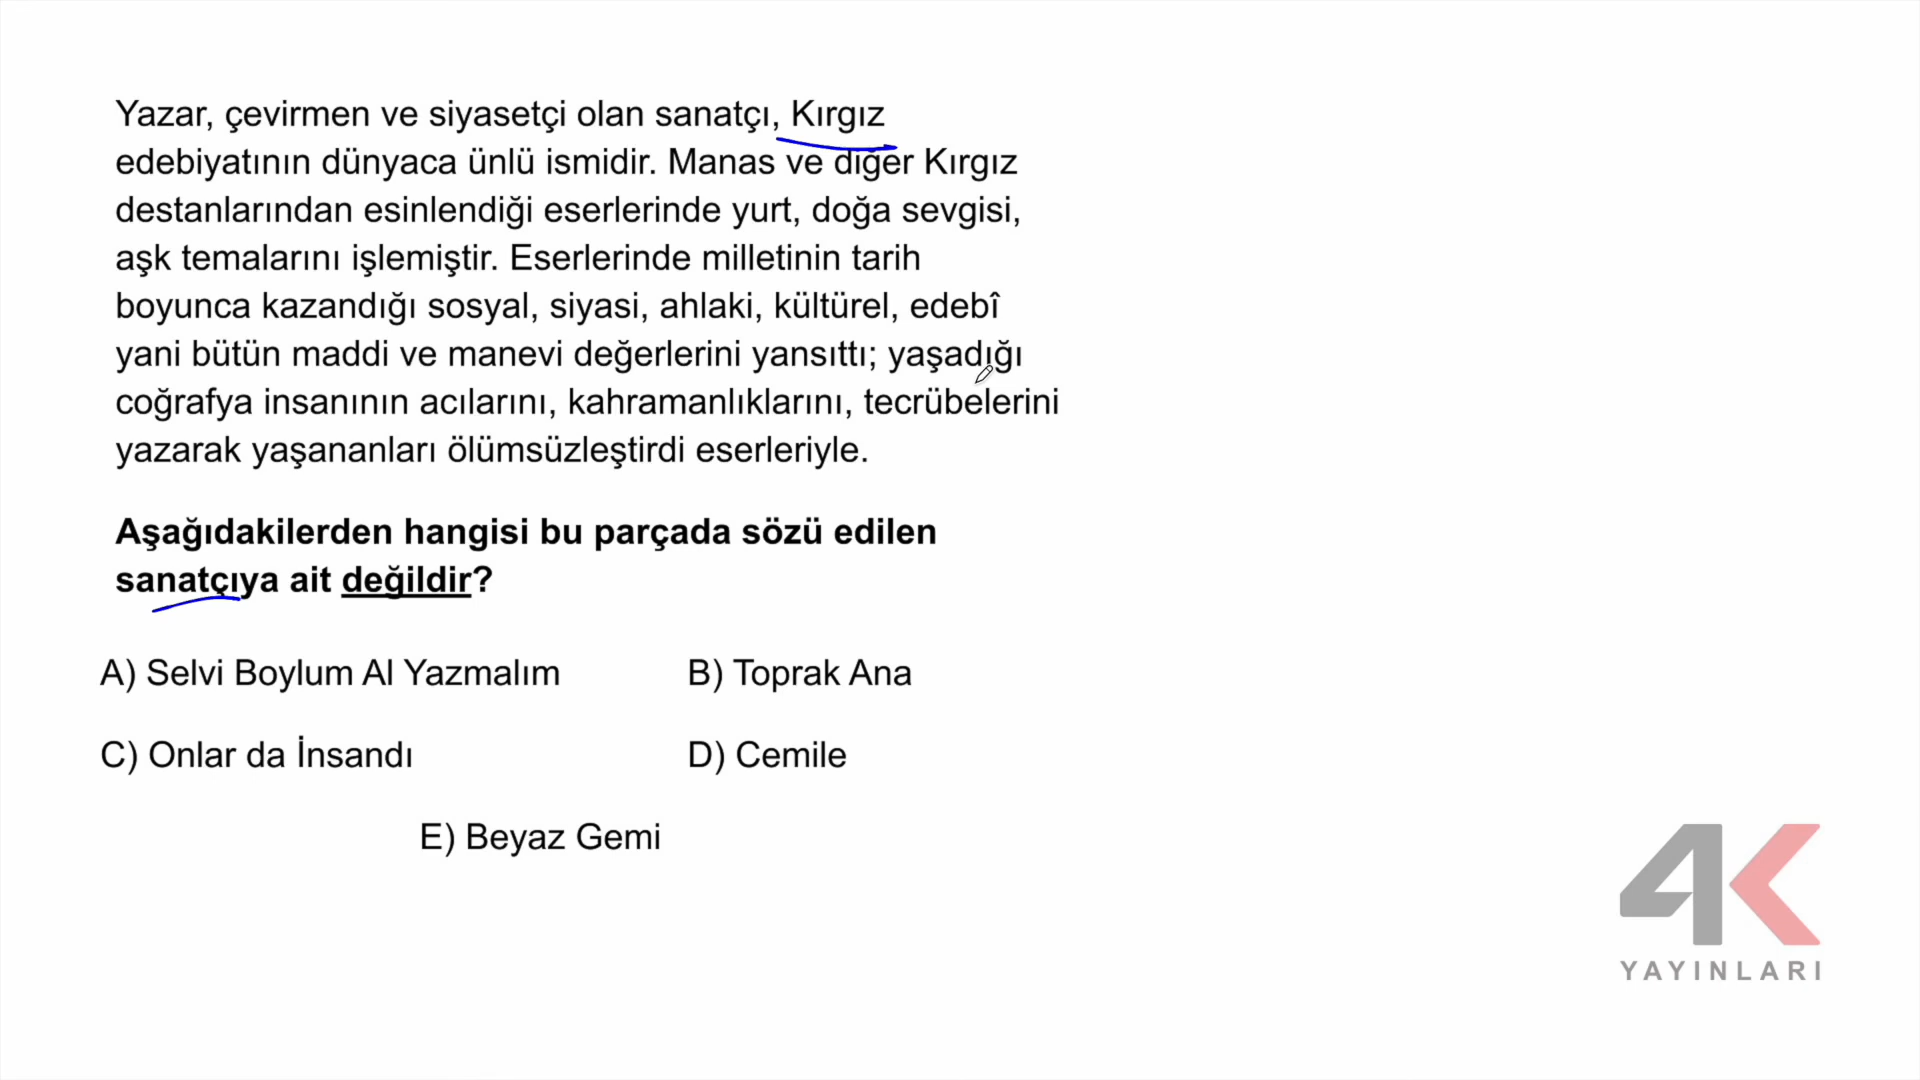 Yazar, çevirmen ve siyasetçi olan sanatçı, Kırgız
edebiyatının dünyaca ünlü ismidir. Manas ve diğer Kırgız
destanlarından esinlendiği eserlerinde yurt, doğa sevgisi,
aşk temalarını işlemiştir. Eserlerinde milletinin tarih
boyunca kazandığı sosyal, siyasi, ahlaki, kültürel, edebî
yani bütün maddi ve manevi değerlerini yansıttı; yaşadığı
coğrafya insanının acılarını, kahramanlıklarını, tecrübelerini
yazarak yaşananları ölümsüzleştirdi eserleriyle.
Aşağıdakilerden hangisi bu parçada sözü edilen
sanatçıya ait değildir?
A) Selvi Boylum Al Yazmalım
B) Toprak Ana
C) Onlar da İnsandı
D) Cemile
E) Beyaz Gemi
4K
YAYINLARI